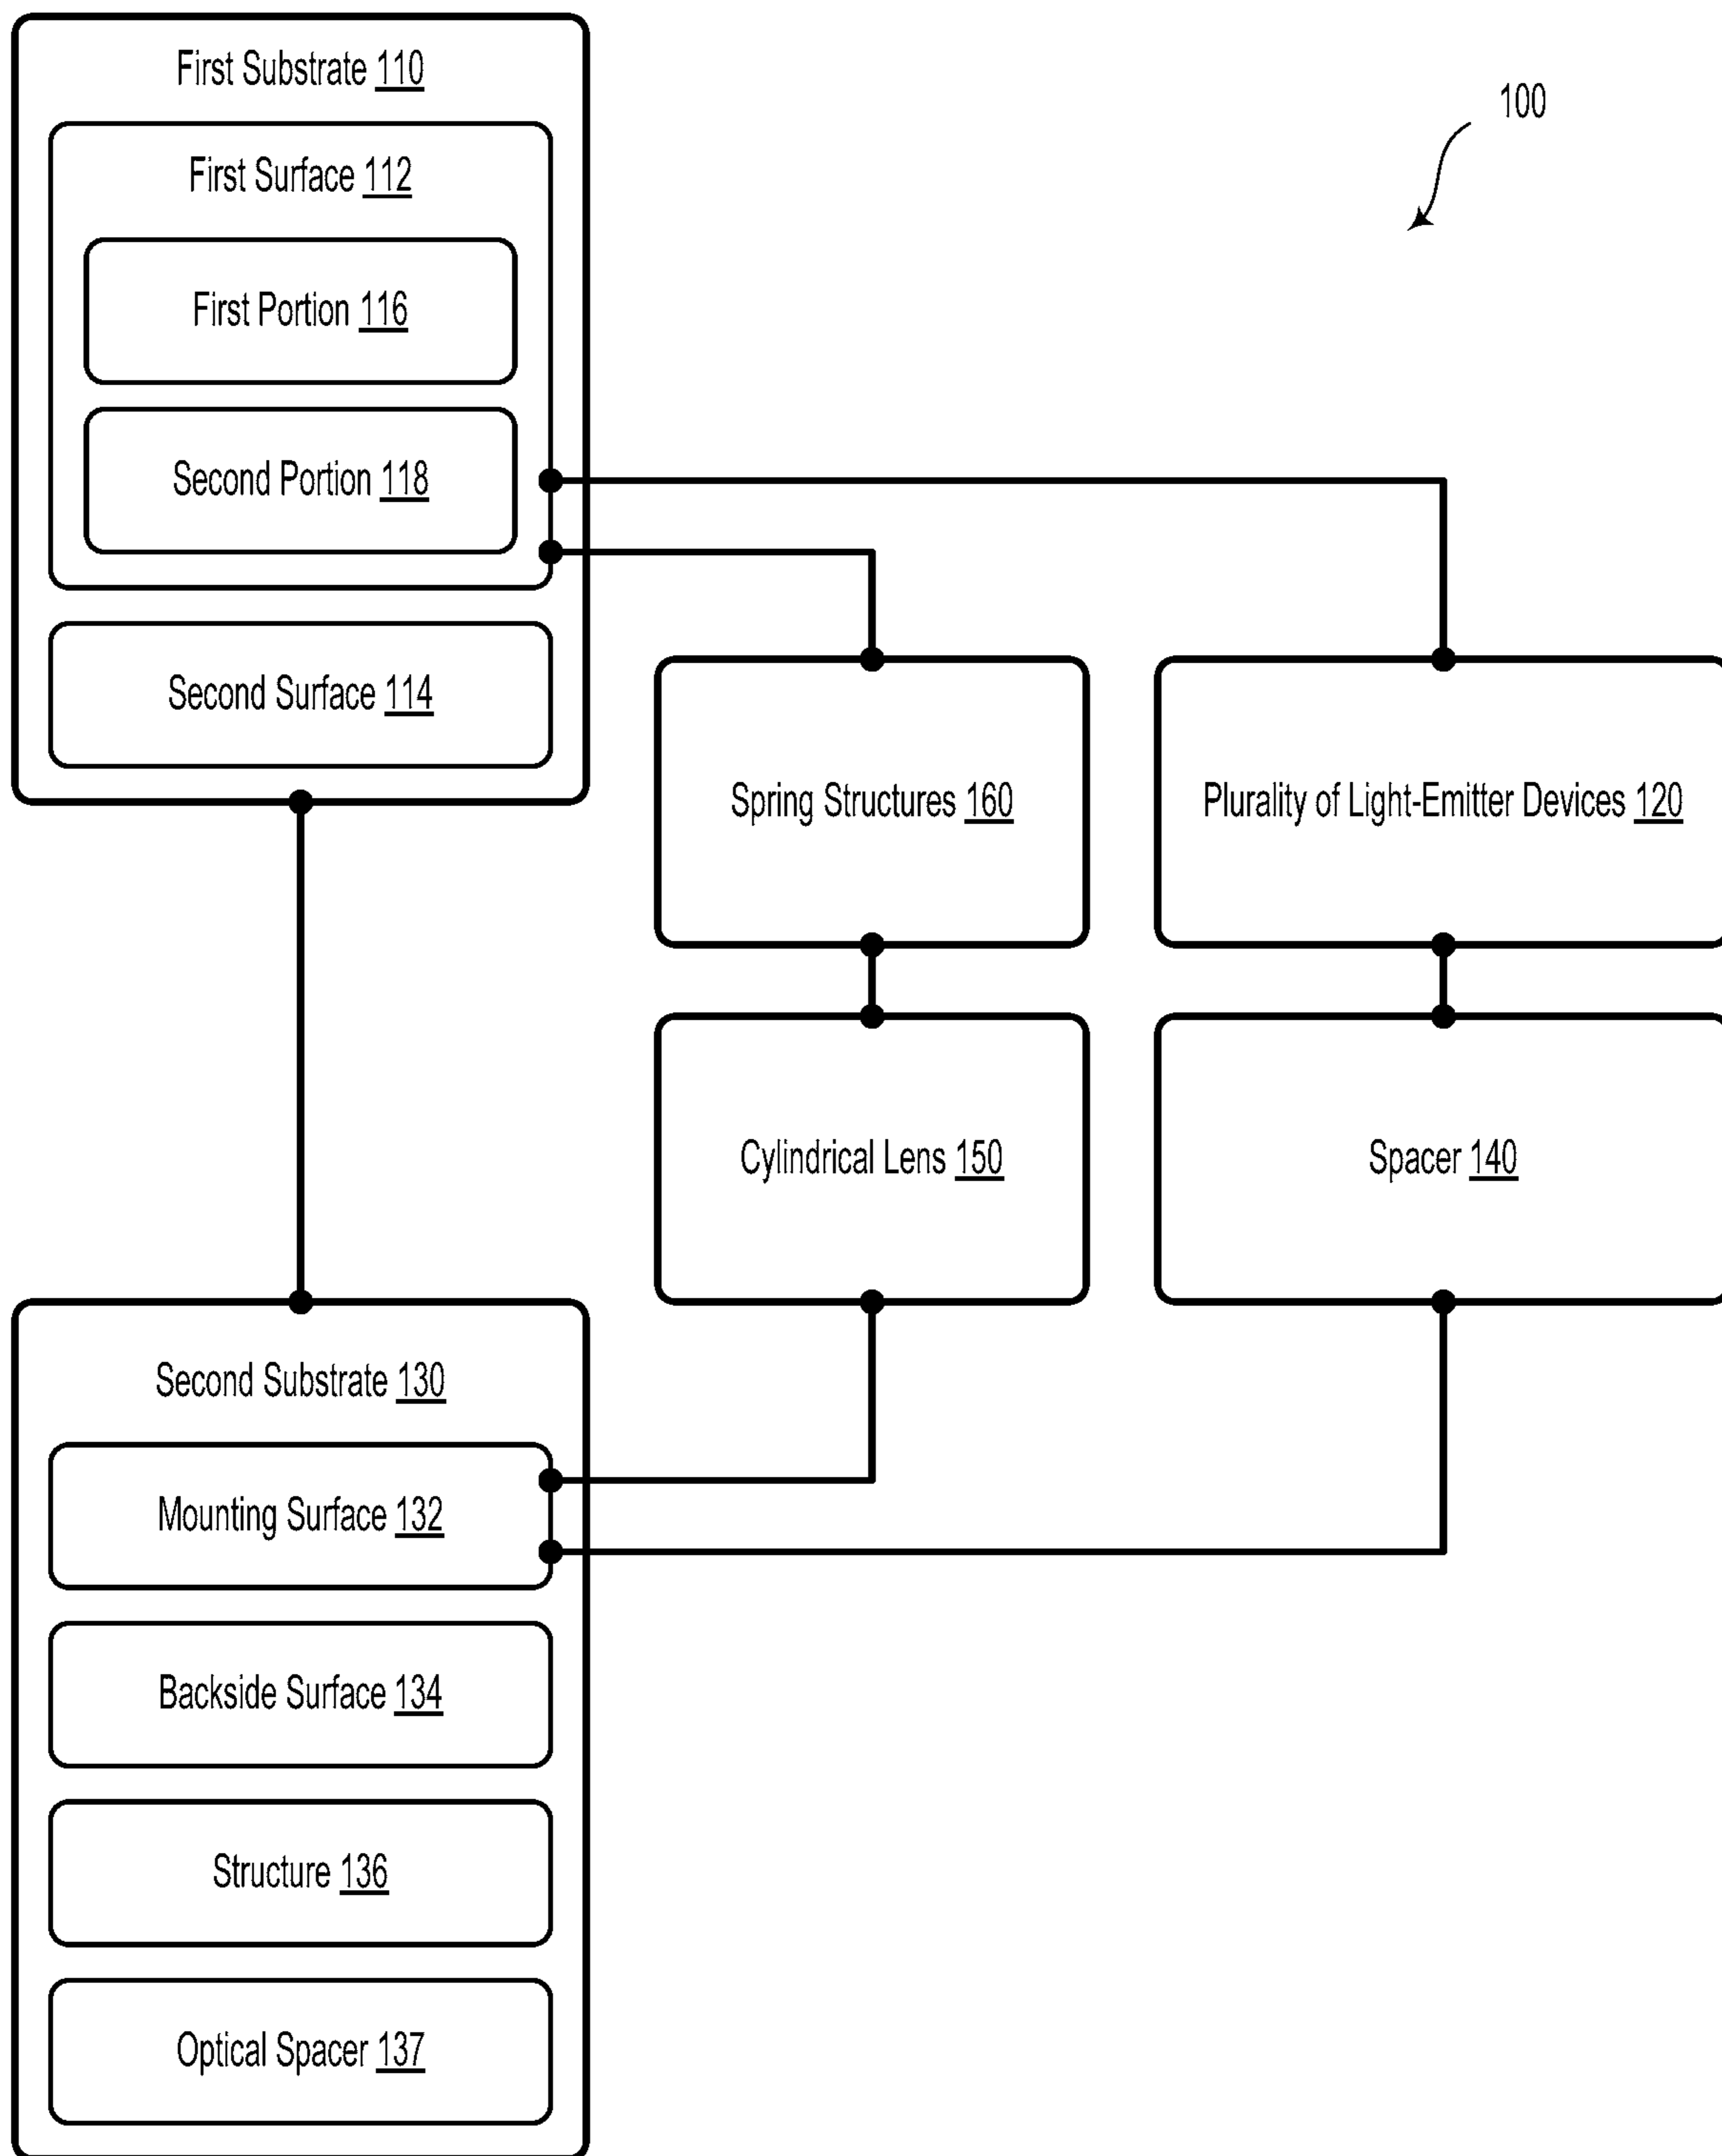 First Substrate 110
100
First Surface 112
First Portion 116
Second Portion 118
Second Surface 114
Spring Structures 160
Plurality of Light-Emitter Devices 120
Cylindrical Lens 150
Spacer 140
Second Substrate 130
Mounting Surface 132
Backside Surface 134
Structure 136
Optical Spacer 137